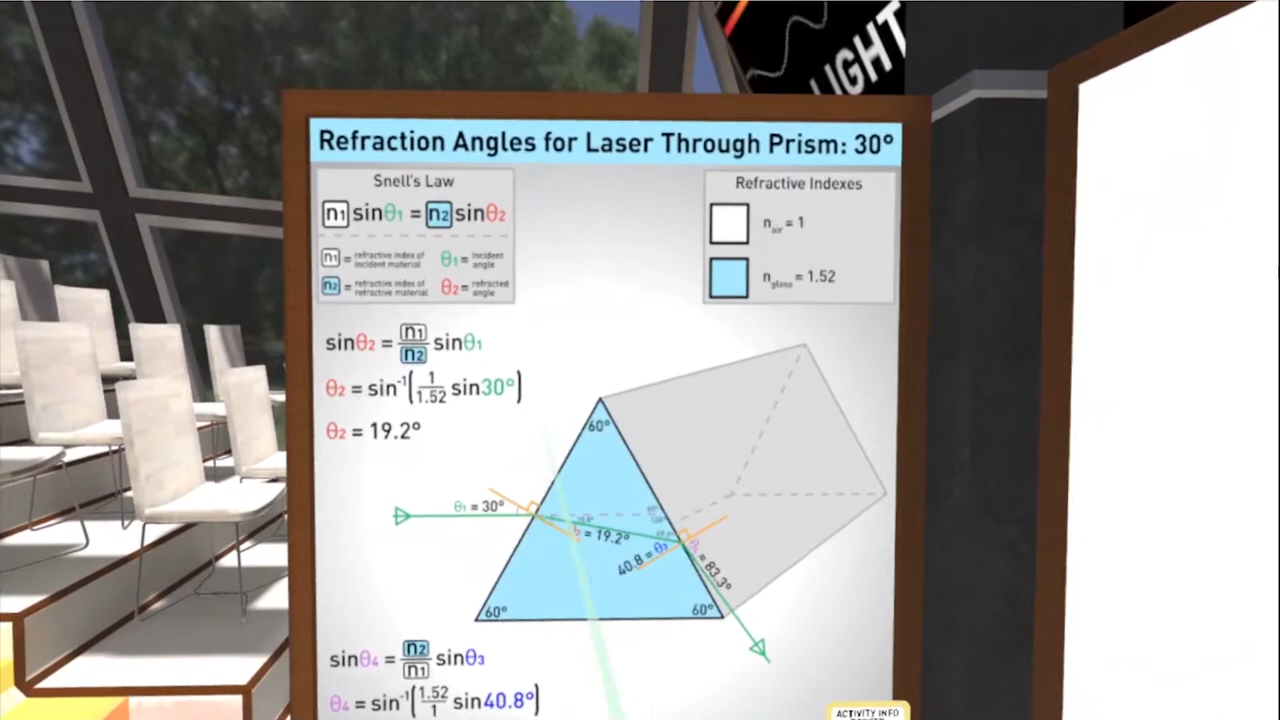 LIGHT
Refraction Angles for Laser Through Prism: 30°
Snell's Law
n1 sinθ1 = n2 sinθ2
n1 = refractive index of
incident material
θ1 = incident
angle
n2 = refractive index of
refractive material
θ2 = refracted
angle
Refractive Indexes
nair = 1
nglass = 1.52
sinθ2 = n1/n2 sinθ1
θ2 = sin-1(1/1.52 sin30°)
θ2 = 19.2°
60°
θ1 = 30°
= 19.2°
40.8 = θ3
= 83.3°
60°
60°
sinθ4 = n2/n1 sinθ3
θ4 = sin-1(1.52/1 sin40.8°)
ACTIVITY INFO